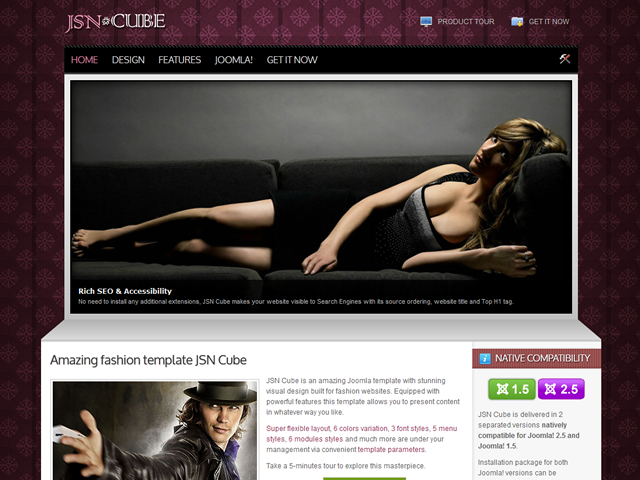 JSN CUBE
PRODUCT TOUR
GET IT NOW
HOME
DESIGN
FEATURES
JOOMLA!
GET IT NOW
Rich SEO & Accessibility
No need to install any additional extensions, JSN Cube makes your website visible to Search Engines with its source ordering, website title and Top H1 tag.
Amazing fashion template JSN Cube
JSN Cube is an amazing Joomla template with stunning
visual design built for fashion websites. Equipped with
powerful features this template allows you to present content
in whatever way you like.
Super flexible layout, 6 colors variation, 3 font styles, 5 menu
styles, 6 modules styles and much more are under your
management via convenient template parameters.
Take a 5-minutes tour to explore this masterpiece.
NATIVE COMPATIBILITY
1.5
2.5
JSN Cube is delivered in 2
separated versions natively
compatible for Joomla! 2.5 and
Joomla! 1.5.
Installation package for both
Joomla! versions can be